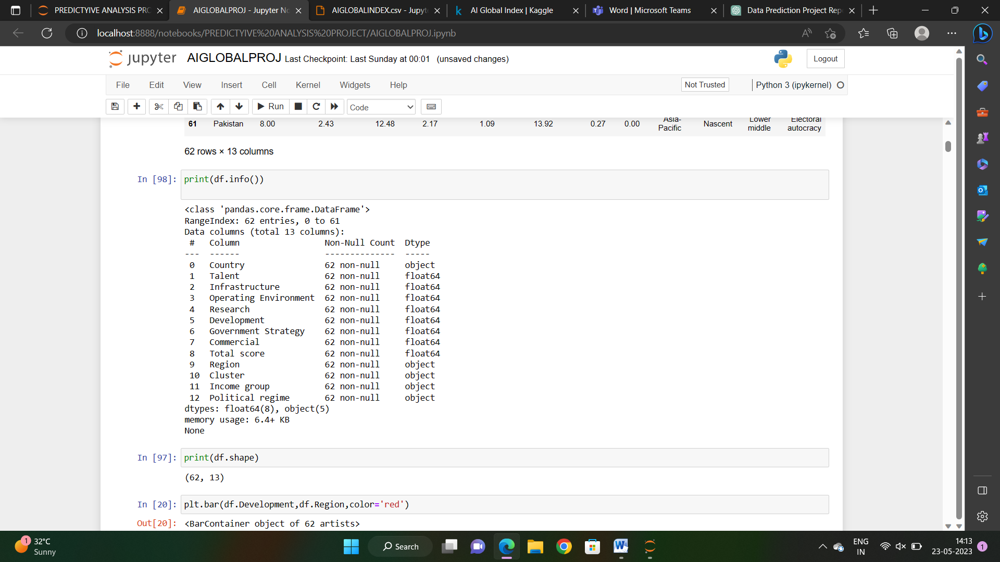 PREDICTYIVE ANALYSIS PRO
AIGLOBALPROJ - Jupyter No
AIGLOBALINDEX.csv - Jupyt
AI Global Index | Kaggle
Word | Microsoft Teams
Data Prediction Project Rep
localhost:8888/notebooks/PREDICTYIVE%20ANALYSIS%20PROJECT/AIGLOBALPROJ.ipynb
jupyter AIGLOBALPROJ Last Checkpoint: Last Sunday at 00:01 (unsaved changes)
Logout
File Edit View Insert Cell Kernel Widgets Help
Not Trusted
Python 3 (ipykernel)
Run
Code
61 Pakistan 8.00 2.43 12.48 2.17 1.09 13.92 0.27 0.00 Asia-Pacific Nascent Lower middle Electoral autocracy
62 rows × 13 columns
In [98]: print(df.info())
<class 'pandas.core.frame.DataFrame'>
RangeIndex: 62 entries, 0 to 61
Data columns (total 13 columns):
# Column Non-Null Count Dtype
--- ------ -------------- -----
0 Country 62 non-null object
1 Talent 62 non-null float64
2 Infrastructure 62 non-null float64
3 Operating Environment 62 non-null float64
4 Research 62 non-null float64
5 Development 62 non-null float64
6 Government Strategy 62 non-null float64
7 Commercial 62 non-null float64
8 Total score 62 non-null float64
9 Region 62 non-null object
10 Cluster 62 non-null object
11 Income group 62 non-null object
12 Political regime 62 non-null object
dtypes: float64(8), object(5)
memory usage: 6.4+ KB
None
In [97]: print(df.shape)
(62, 13)
In [20]: plt.bar(df.Development,df.Region,color='red')
Out[20]: <BarContainer object of 62 artists>
1
32°C
Sunny
Search
ENG
IN
14:13
23-05-2023
1